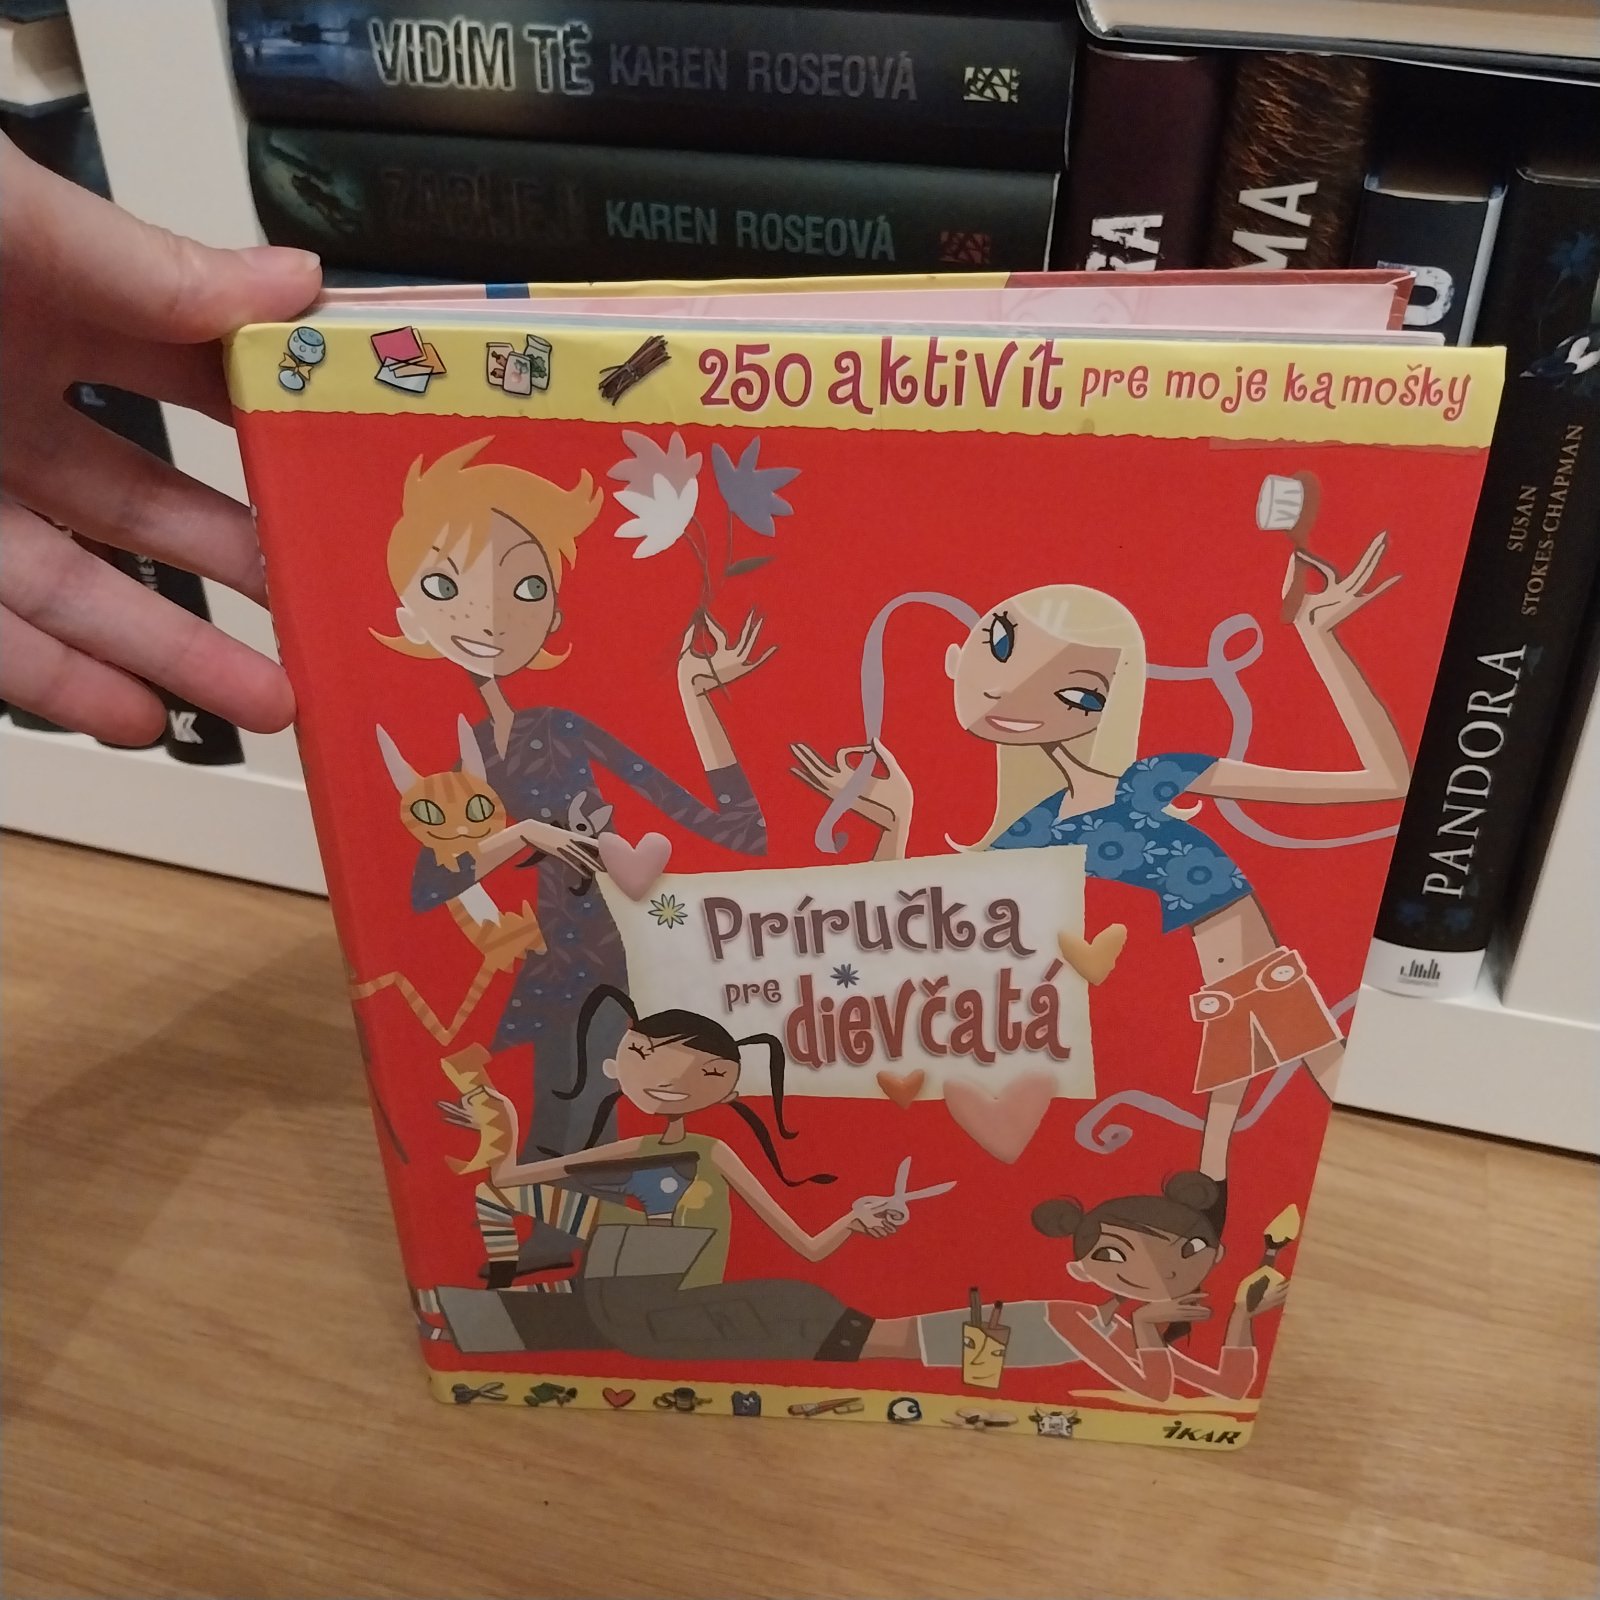 VIDÍM TĚ KAREN ROSEOVÁ
KAREN ROSEOVÁ
MA
250 aktivít pre moje kamošky
Príručka
pre dievčatá
IKAR
PANDORA
SUSAN
STOKES-CHAPMAN